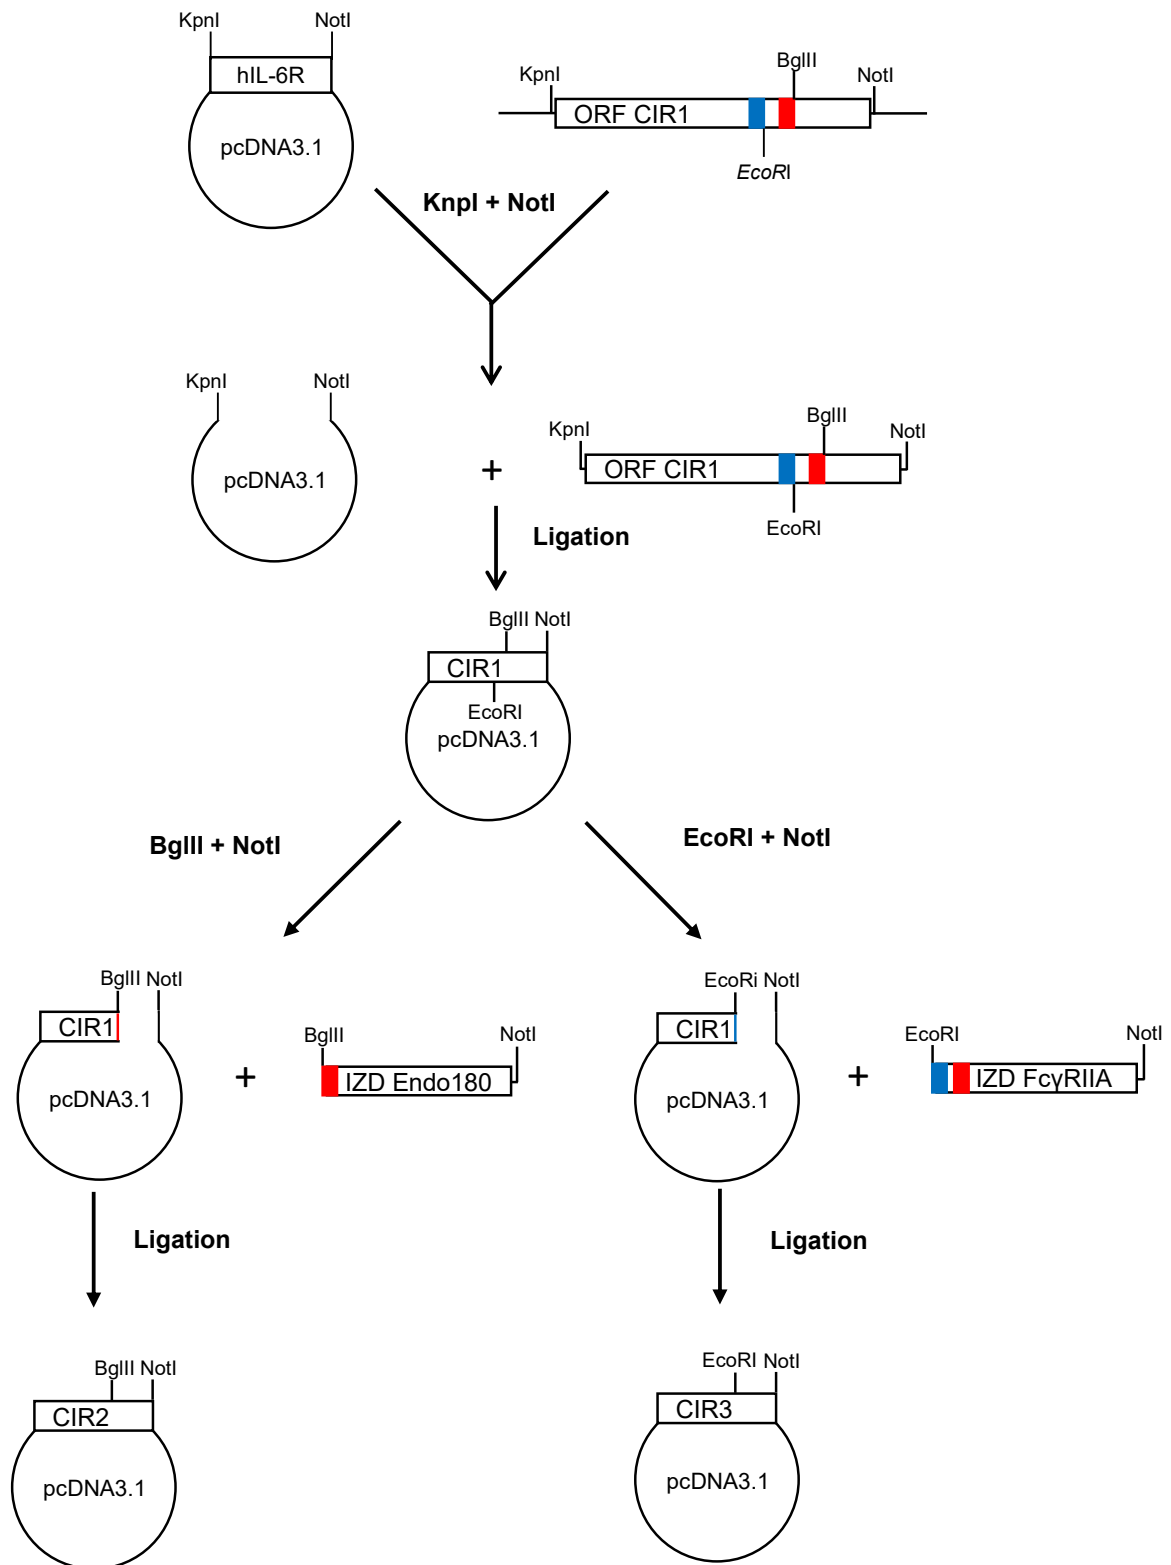 KpnI NotI
hIL-6R
pcDNA3.1
KpnI BglII NotI
ORF CIR1
EcoRI
KnpI + NotI
KpnI NotI
pcDNA3.1
+
KpnI BglII NotI
ORF CIR1
EcoRI
Ligation
BglII NotI
CIR1
EcoRI
pcDNA3.1
BglII + NotI
EcoRI + NotI
BglII NotI
CIR1
pcDNA3.1
+
BglII NotI
IZD Endo180
EcoRi NotI
CIR1
pcDNA3.1
+
EcoRI NotI
IZD FcγRIIA
Ligation
Ligation
BglII NotI
CIR2
pcDNA3.1
EcoRI NotI
CIR3
pcDNA3.1